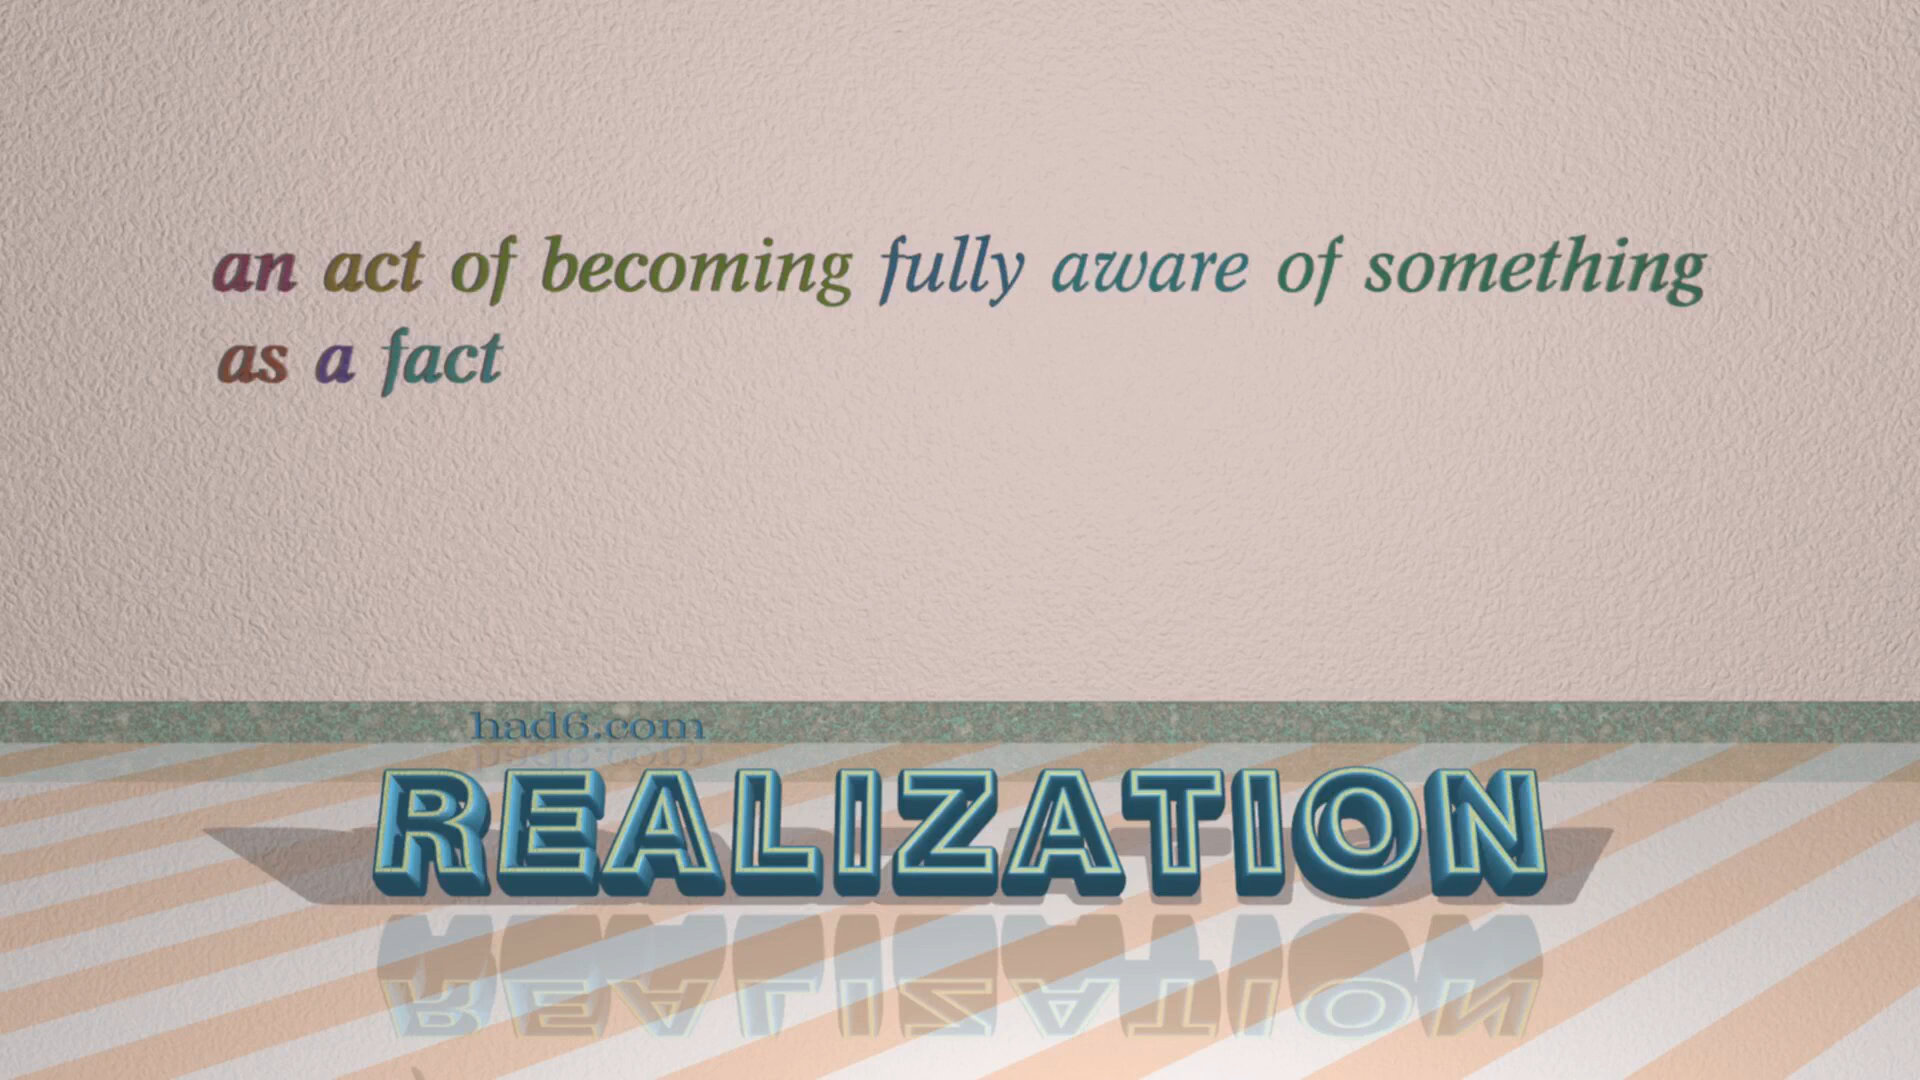 an act of becoming fully aware of something
as a fact
had6.com
REALIZATION